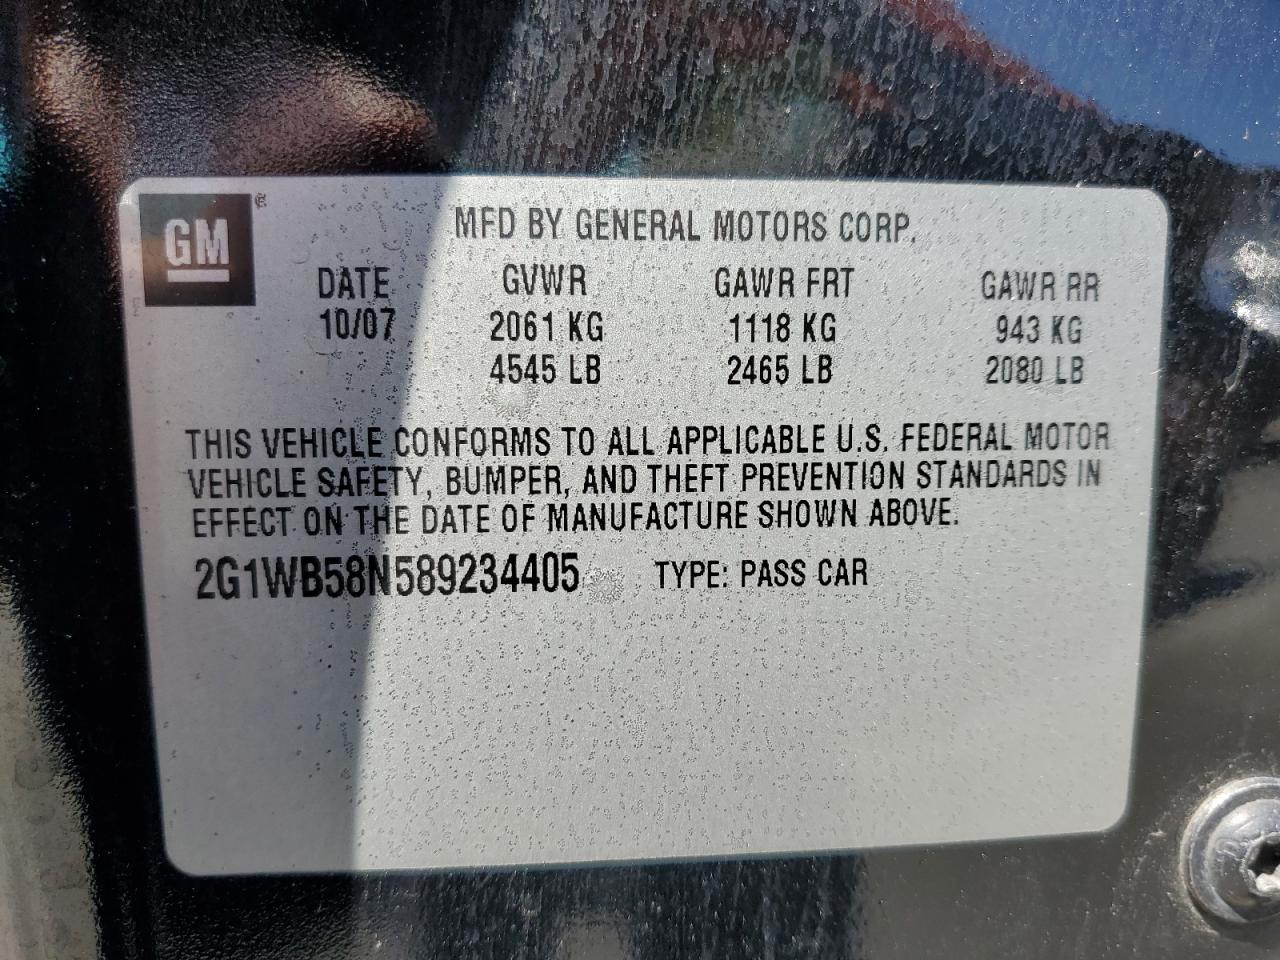 GM ®
MFD BY GENERAL MOTORS CORP.
DATE GVWR GAWR FRT GAWR RR
10/07 2061 KG 1118 KG 943 KG
4545 LB 2465 LB 2080 LB
THIS VEHICLE CONFORMS TO ALL APPLICABLE U.S. FEDERAL MOTOR
VEHICLE SAFETY, BUMPER, AND THEFT PREVENTION STANDARDS IN
EFFECT ON THE DATE OF MANUFACTURE SHOWN ABOVE.
2G1WB58N589234405 TYPE: PASS CAR